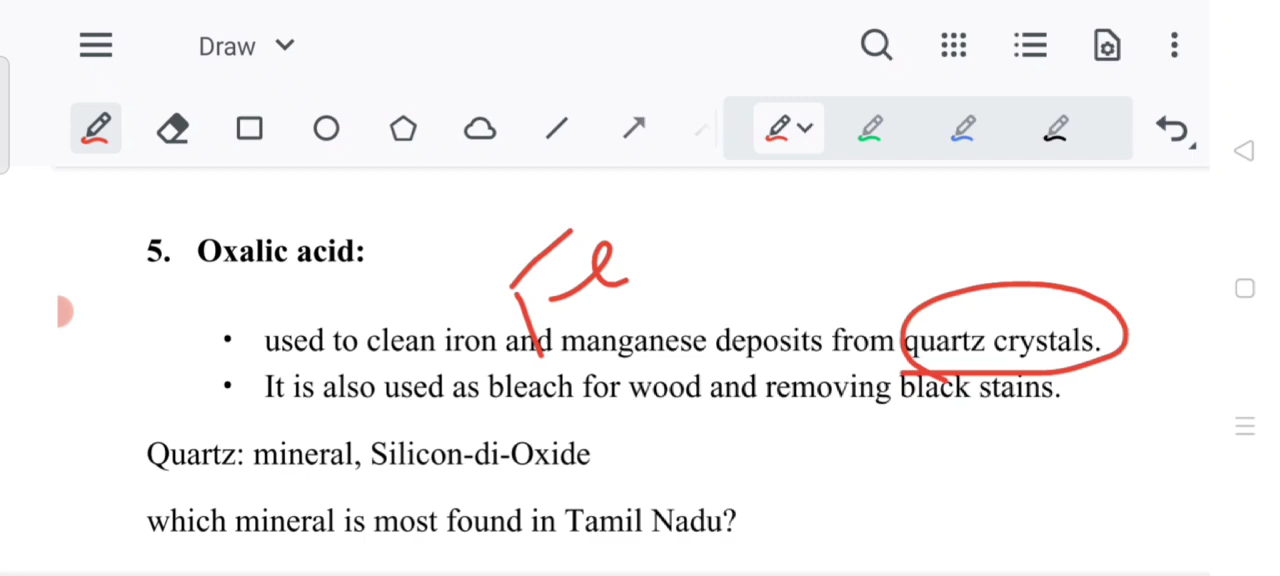 Draw
5. Oxalic acid:
Fe
• used to clean iron and manganese deposits from quartz crystals.
• It is also used as bleach for wood and removing black stains.
Quartz: mineral, Silicon-di-Oxide
which mineral is most found in Tamil Nadu?